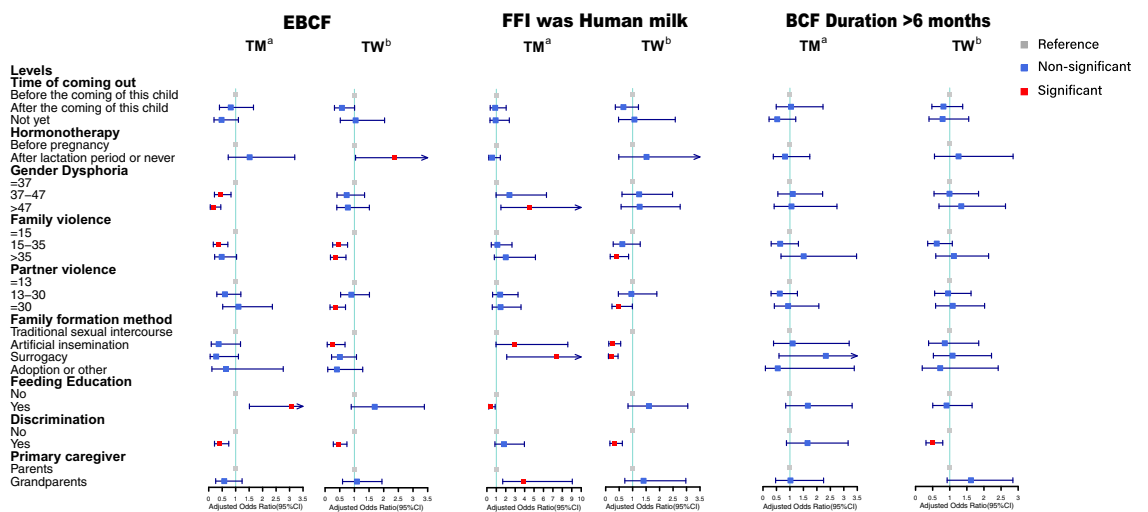 EBCF FFI was Human milk BCF Duration >6 months
TMa TWb TMa TWb TMa TWb
Reference
Non-significant
Significant
Levels
Time of coming out
Before the coming of this child
After the coming of this child
Not yet
Hormonotherapy
Before pregnancy
After lactation period or never
Gender Dysphoria
=37
37–47
>47
Family violence
=15
15–35
>35
Partner violence
=13
13–30
=30
Family formation method
Traditional sexual intercourse
Artificial insemination
Surrogacy
Adoption or other
Feeding Education
No
Yes
Discrimination
No
Yes
Primary caregiver
Parents
Grandparents
0 0.5 1 1.5 2 2.5 3 3.5 0.5 1.5 2.5 3.5 0 1 2 3 4 5 6 7 8 9 10 0 0.5 1 1.5 2 2.5 3 3.5 0 0.5 1 1.5 2 2.5 3 3.5 0 0.5 1 1.5 2 2.5 3
Adjusted Odds Ratio(95%CI) Adjusted Odds Ratio(95%CI) Adjusted Odds Ratio(95%CI) Adjusted Odds Ratio(95%CI) Adjusted Odds Ratio(95%CI) Adjusted Odds Ratio(95%CI)